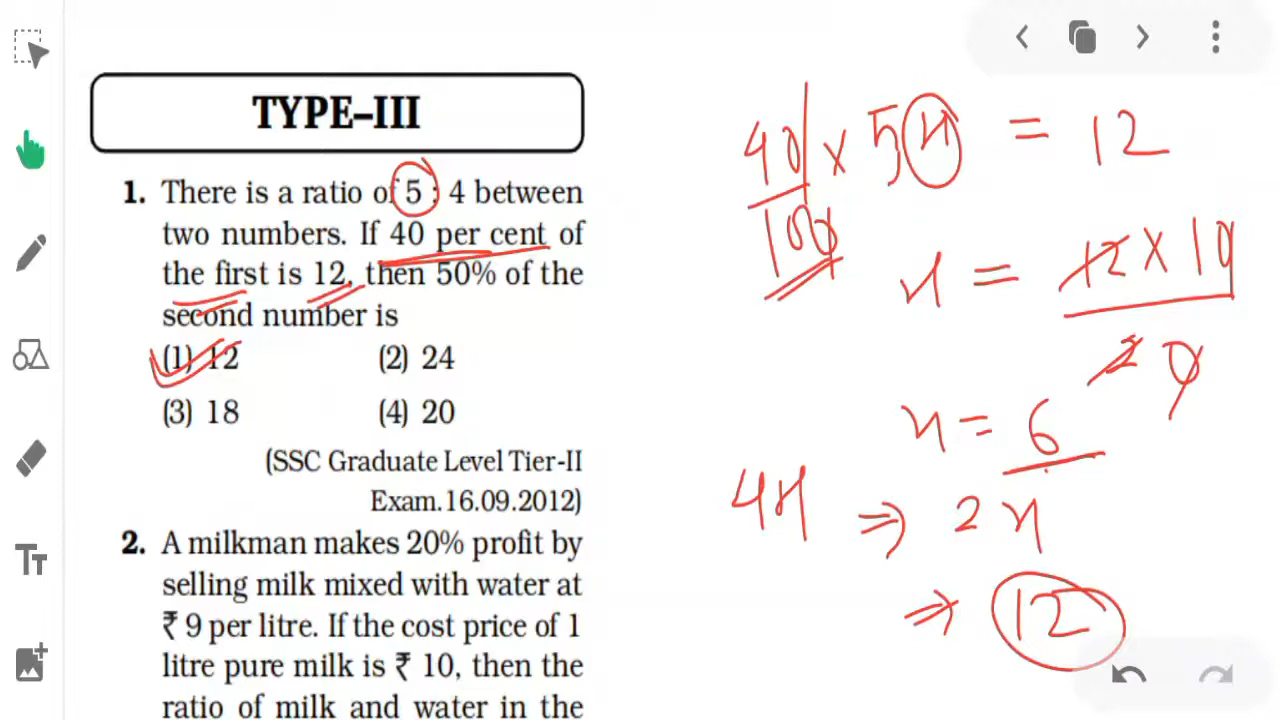 TYPE–III
1. There is a ratio of 5 : 4 between
two numbers. If 40 per cent of
the first is 12, then 50% of the
second number is
(1) 12 (2) 24
(3) 18 (4) 20
(SSC Graduate Level Tier-II
Exam.16.09.2012)
2. A milkman makes 20% profit by
selling milk mixed with water at
₹ 9 per litre. If the cost price of 1
litre pure milk is ₹ 10, then the
ratio of milk and water in the
40/100 × 5x = 12
x = 12 × 10
20
x = 6
4x ⇒ 2x
⇒ 12
Tт